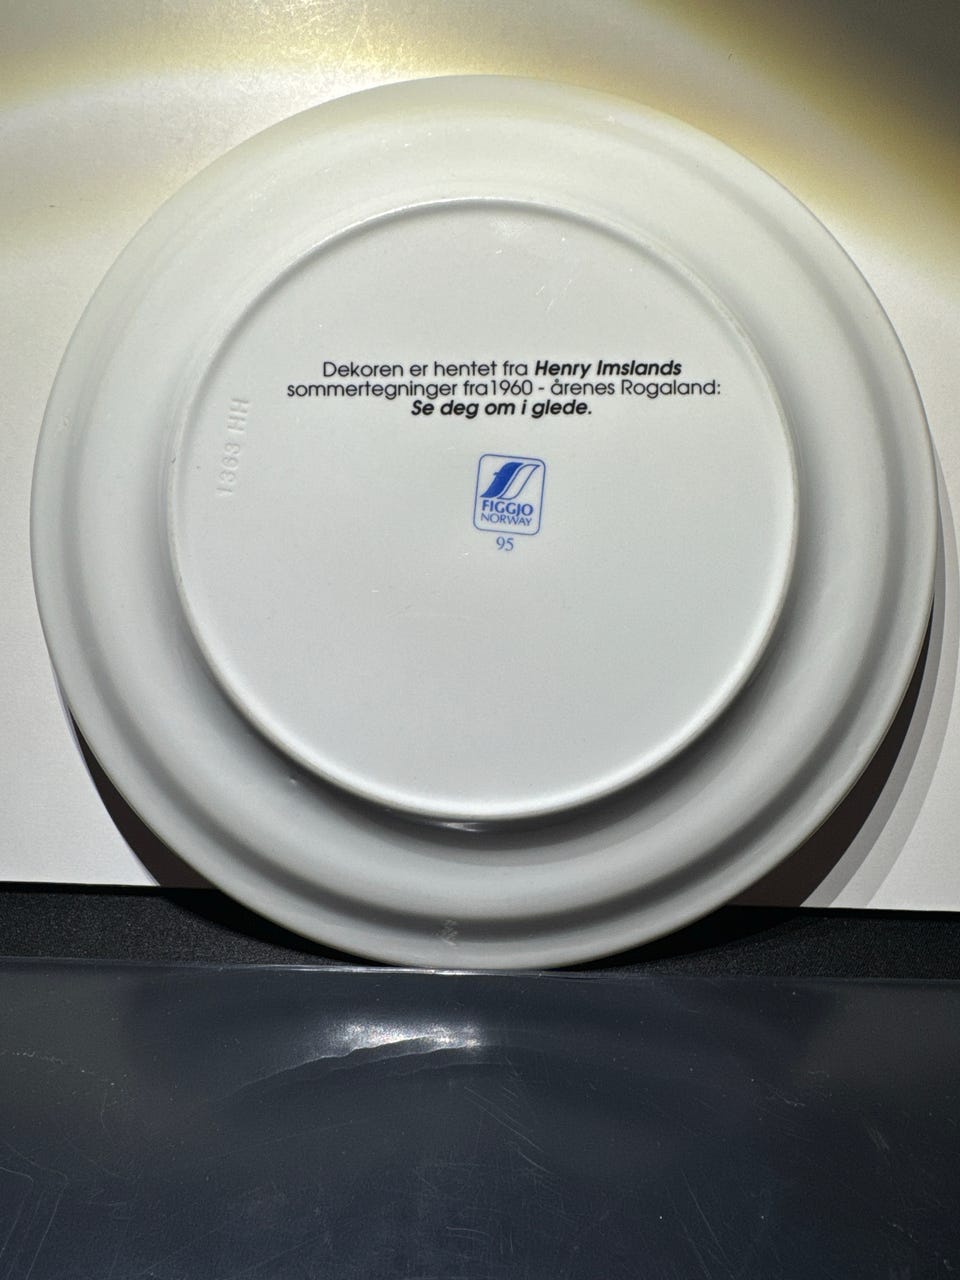 Dekoren er hentet fra Henry Imslands
sommertegninger fra1960 - årenes Rogaland:
Se deg om i glede.
FIGGJO
NORWAY
95
1363 HH